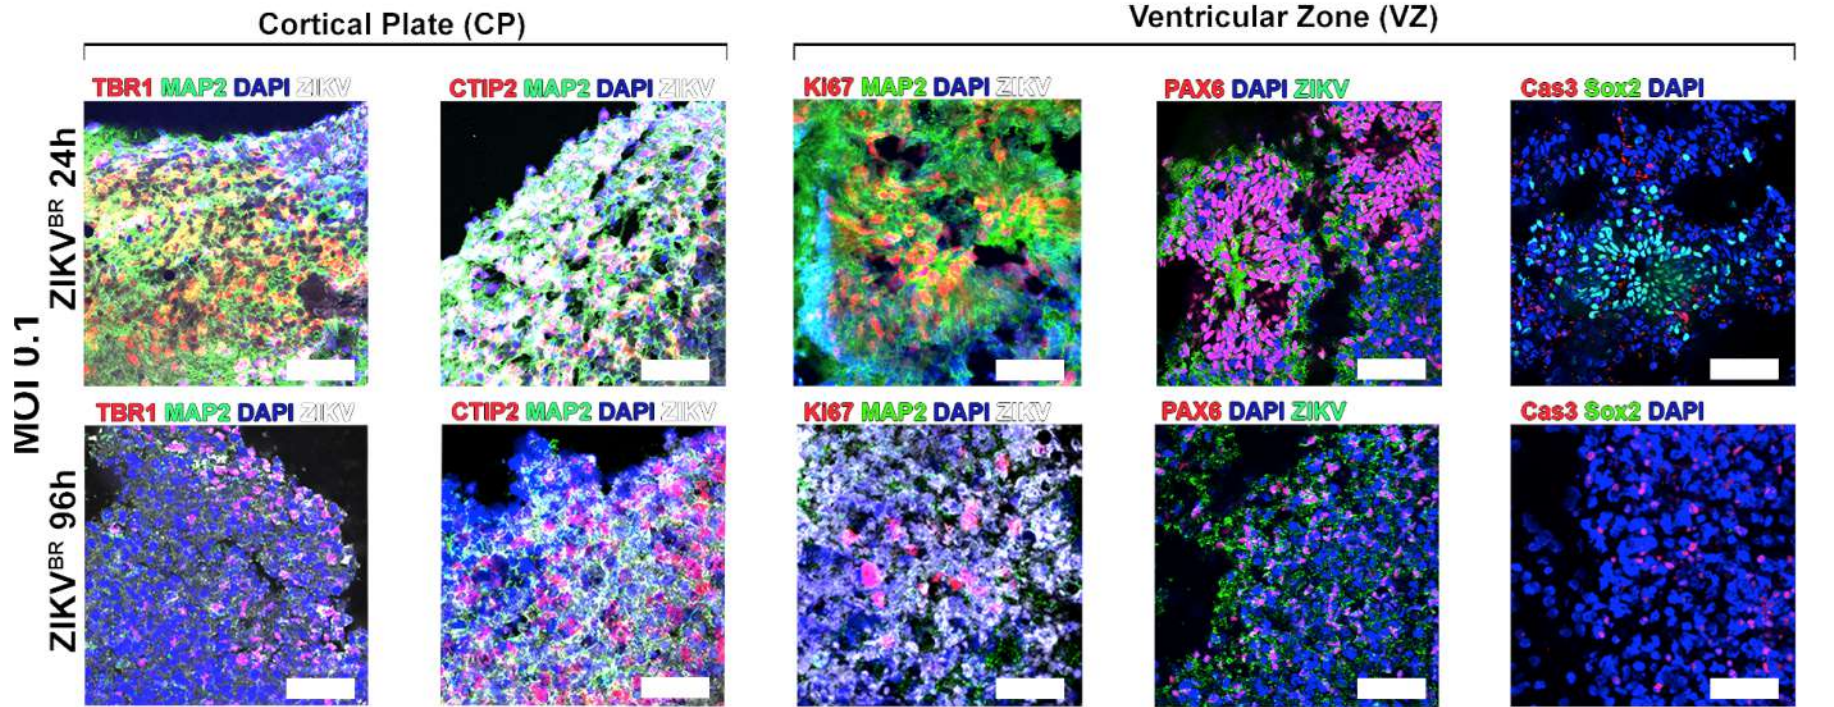 Cortical Plate (CP)
Ventricular Zone (VZ)
MOI 0.1
ZIKVᴮᴿ 24h
TBR1 MAP2 DAPI ZIKV
CTIP2 MAP2 DAPI ZIKV
Ki67 MAP2 DAPI ZIKV
PAX6 DAPI ZIKV
Cas3 Sox2 DAPI
ZIKVᴮᴿ 96h
TBR1 MAP2 DAPI ZIKV
CTIP2 MAP2 DAPI ZIKV
Ki67 MAP2 DAPI ZIKV
PAX6 DAPI ZIKV
Cas3 Sox2 DAPI